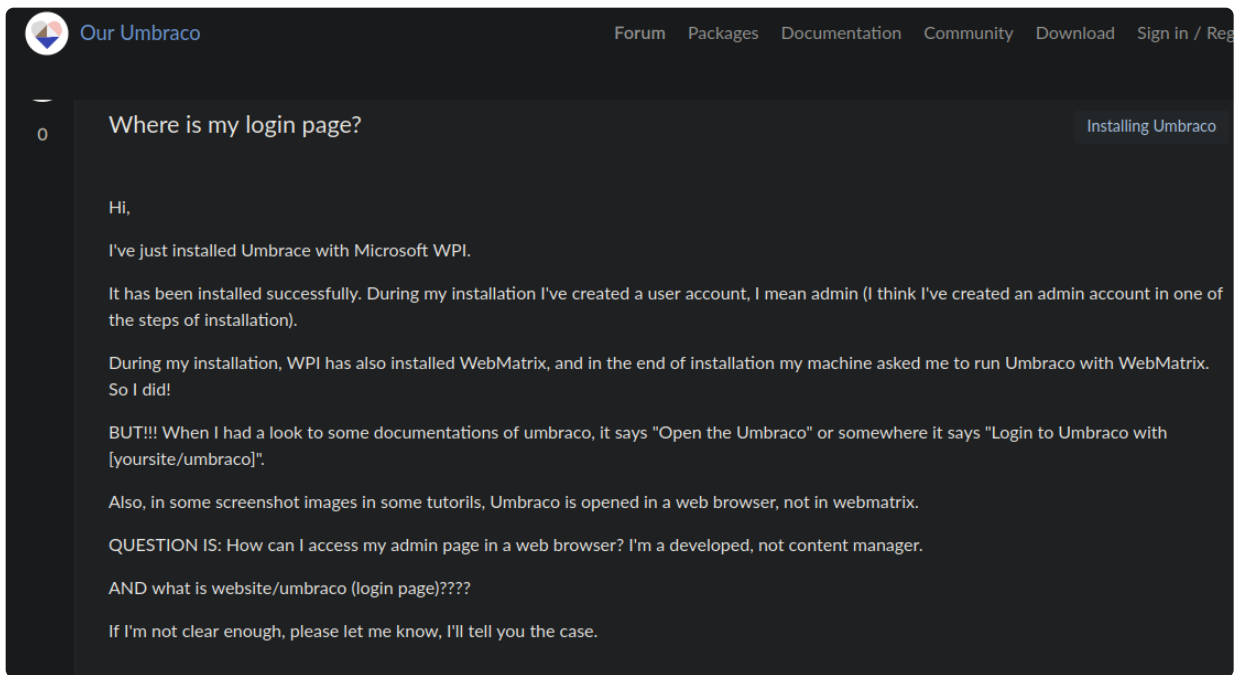 Our Umbraco
Forum Packages Documentation Community Download Sign in / Reg
0
Where is my login page?
Installing Umbraco
Hi,
I've just installed Umbrace with Microsoft WPI.
It has been installed successfully. During my installation I've created a user account, I mean admin (I think I've created an admin account in one of
the steps of installation).
During my installation, WPI has also installed WebMatrix, and in the end of installation my machine asked me to run Umbraco with WebMatrix.
So I did!
BUT!!! When I had a look to some documentations of umbraco, it says "Open the Umbraco" or somewhere it says "Login to Umbraco with
[yoursite/umbraco]".
Also, in some screenshot images in some tutorils, Umbraco is opened in a web browser, not in webmatrix.
QUESTION IS: How can I access my admin page in a web browser? I'm a developed, not content manager.
AND what is website/umbraco (login page)????
If I'm not clear enough, please let me know, I'll tell you the case.